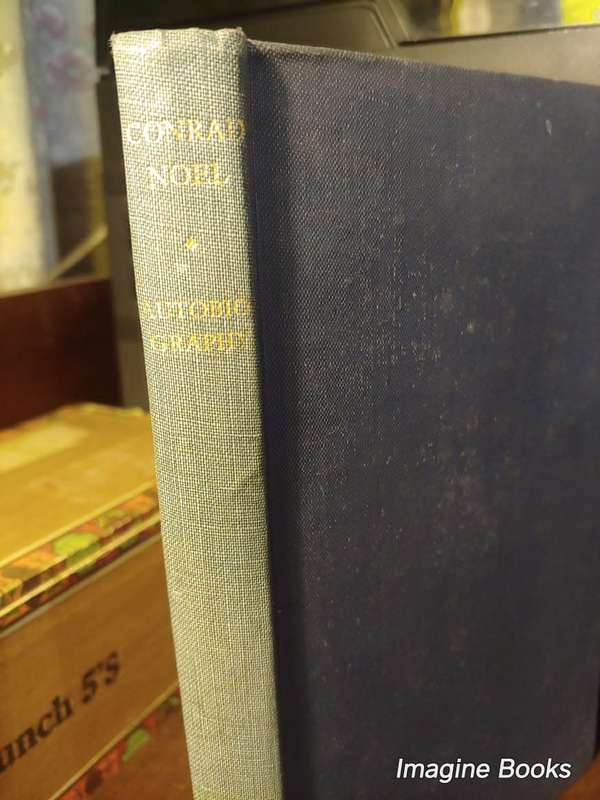 CONRAD
NOEL
AUTOBIO-
GRAPHY
unch 5's
Imagine Books